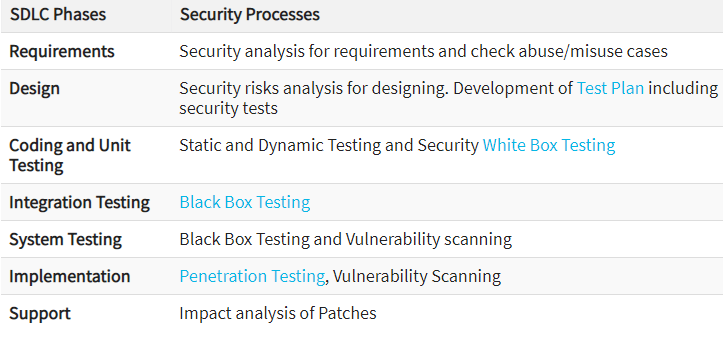 SDLC Phases Security Processes
Requirements Security analysis for requirements and check abuse/misuse cases
Design Security risks analysis for designing. Development of Test Plan including
security tests
Coding and Unit Static and Dynamic Testing and Security White Box Testing
Testing
Integration Testing Black Box Testing
System Testing Black Box Testing and Vulnerability scanning
Implementation Penetration Testing, Vulnerability Scanning
Support Impact analysis of Patches